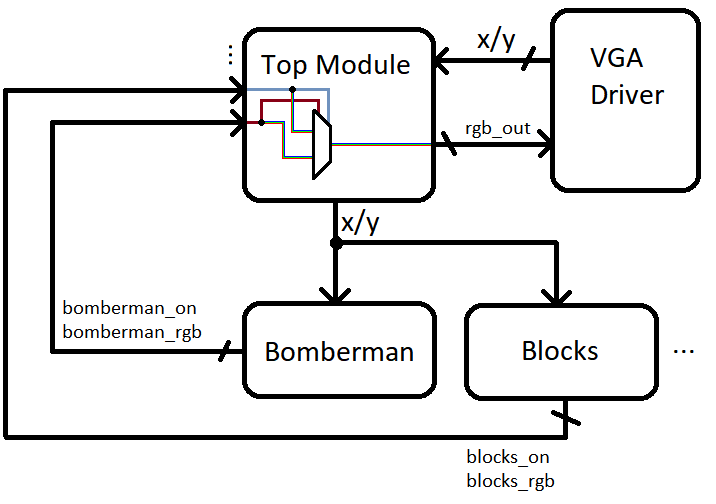 ⋮
Top Module
x/y
VGA
Driver
rgb_out
x/y
bomberman_on
bomberman_rgb
Bomberman
Blocks
...
blocks_on
blocks_rgb